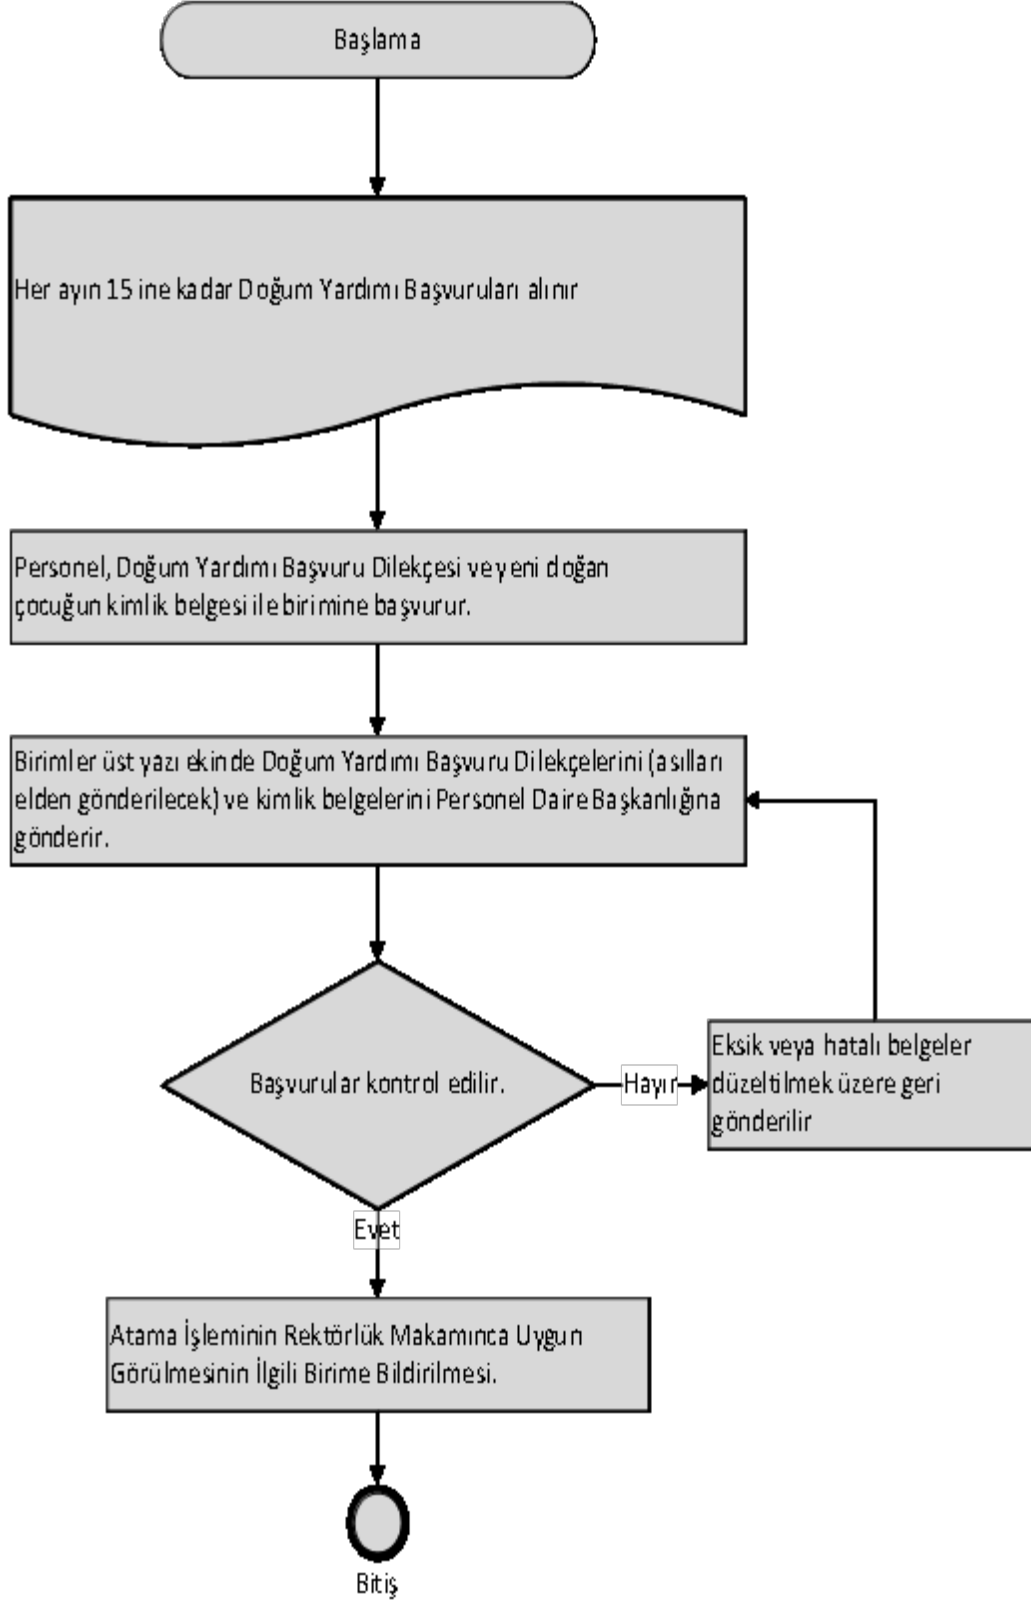 Başlama
Her ayın 15 ine kadar Doğum Yardımı Başvuruları alınır
Personel, Doğum Yardımı Başvuru Dilekçesi ve yeni doğan
çocuğun kimlik belgesi ile birimine başvurur.
Birimler üst yazı ekinde Doğum Yardımı Başvuru Dilekçelerini (asılları
elden gönderilecek) ve kimlik belgelerini Personel Daire Başkanlığına
gönderir.
Başvurular kontrol edilir.
Hayır
Eksik veya hatalı belgeler
düzeltilmek üzere geri
gönderilir
Evet
Atama İşleminin Rektörlük Makamınca Uygun
Görülmesinin İlgili Birime Bildirilmesi.
Bitiş